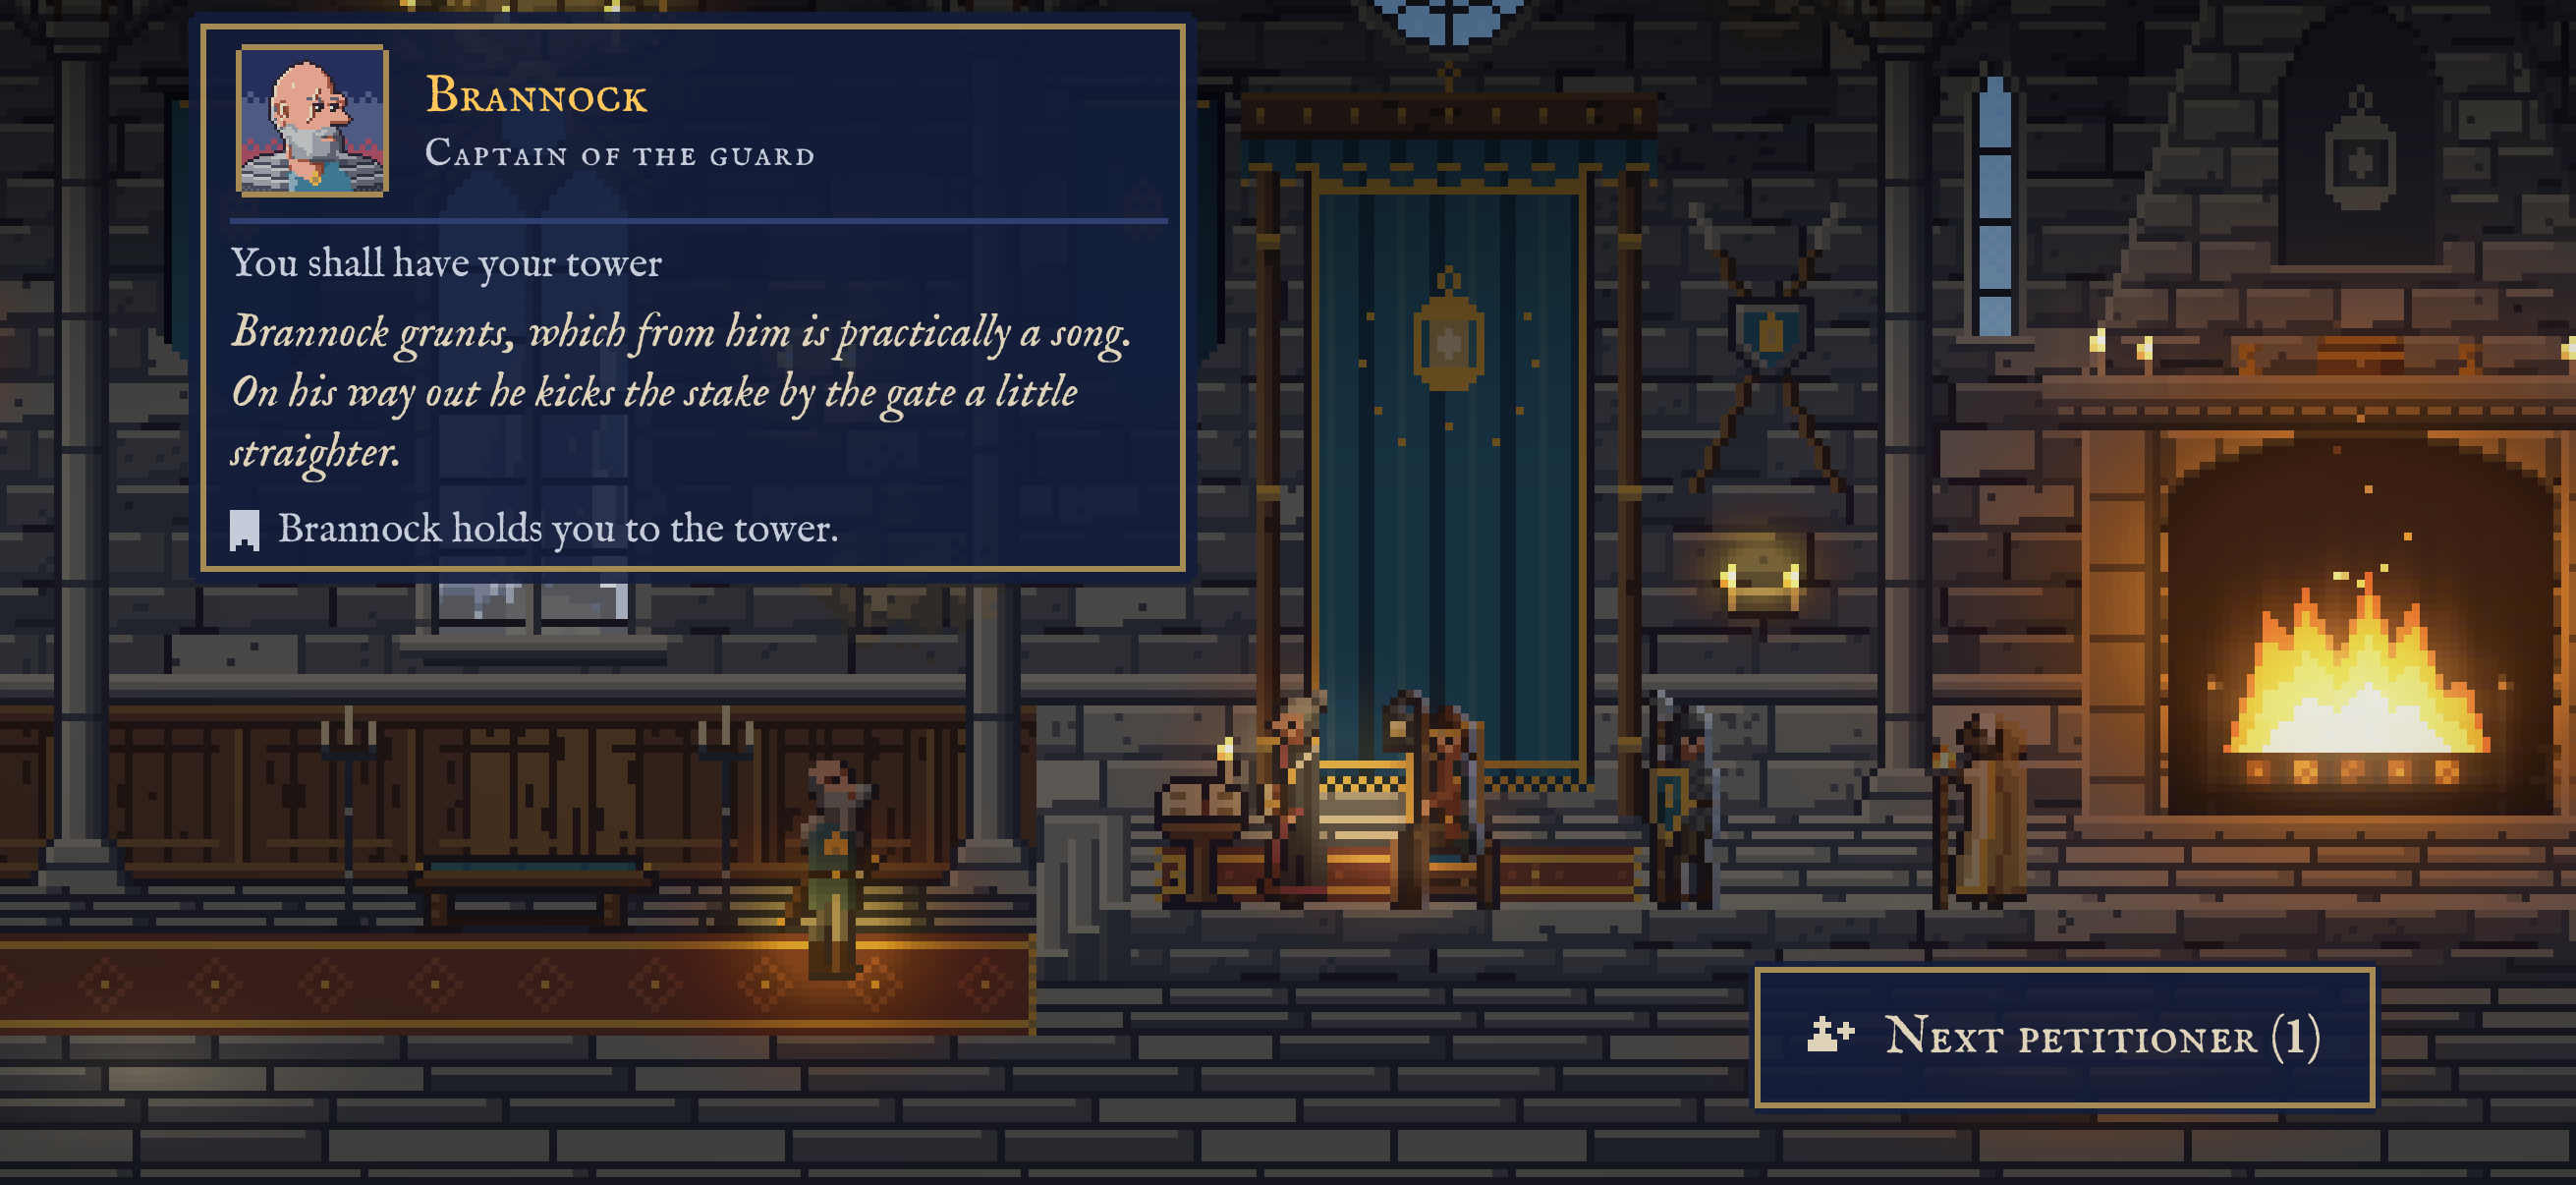 Brannock
Captain of the guard
You shall have your tower
Brannock grunts, which from him is practically a song.
On his way out he kicks the stake by the gate a little
straighter.
Brannock holds you to the tower.
Next petitioner (1)